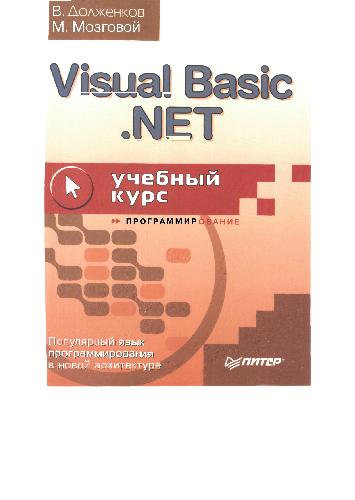 В. Долженков
М. Мозговой
Visual Basic
.NET
учебный
курс
ПРОГРАММИРОВАНИЕ
Популярный язык
программирования
в новой архитектуре
ПИТЕР